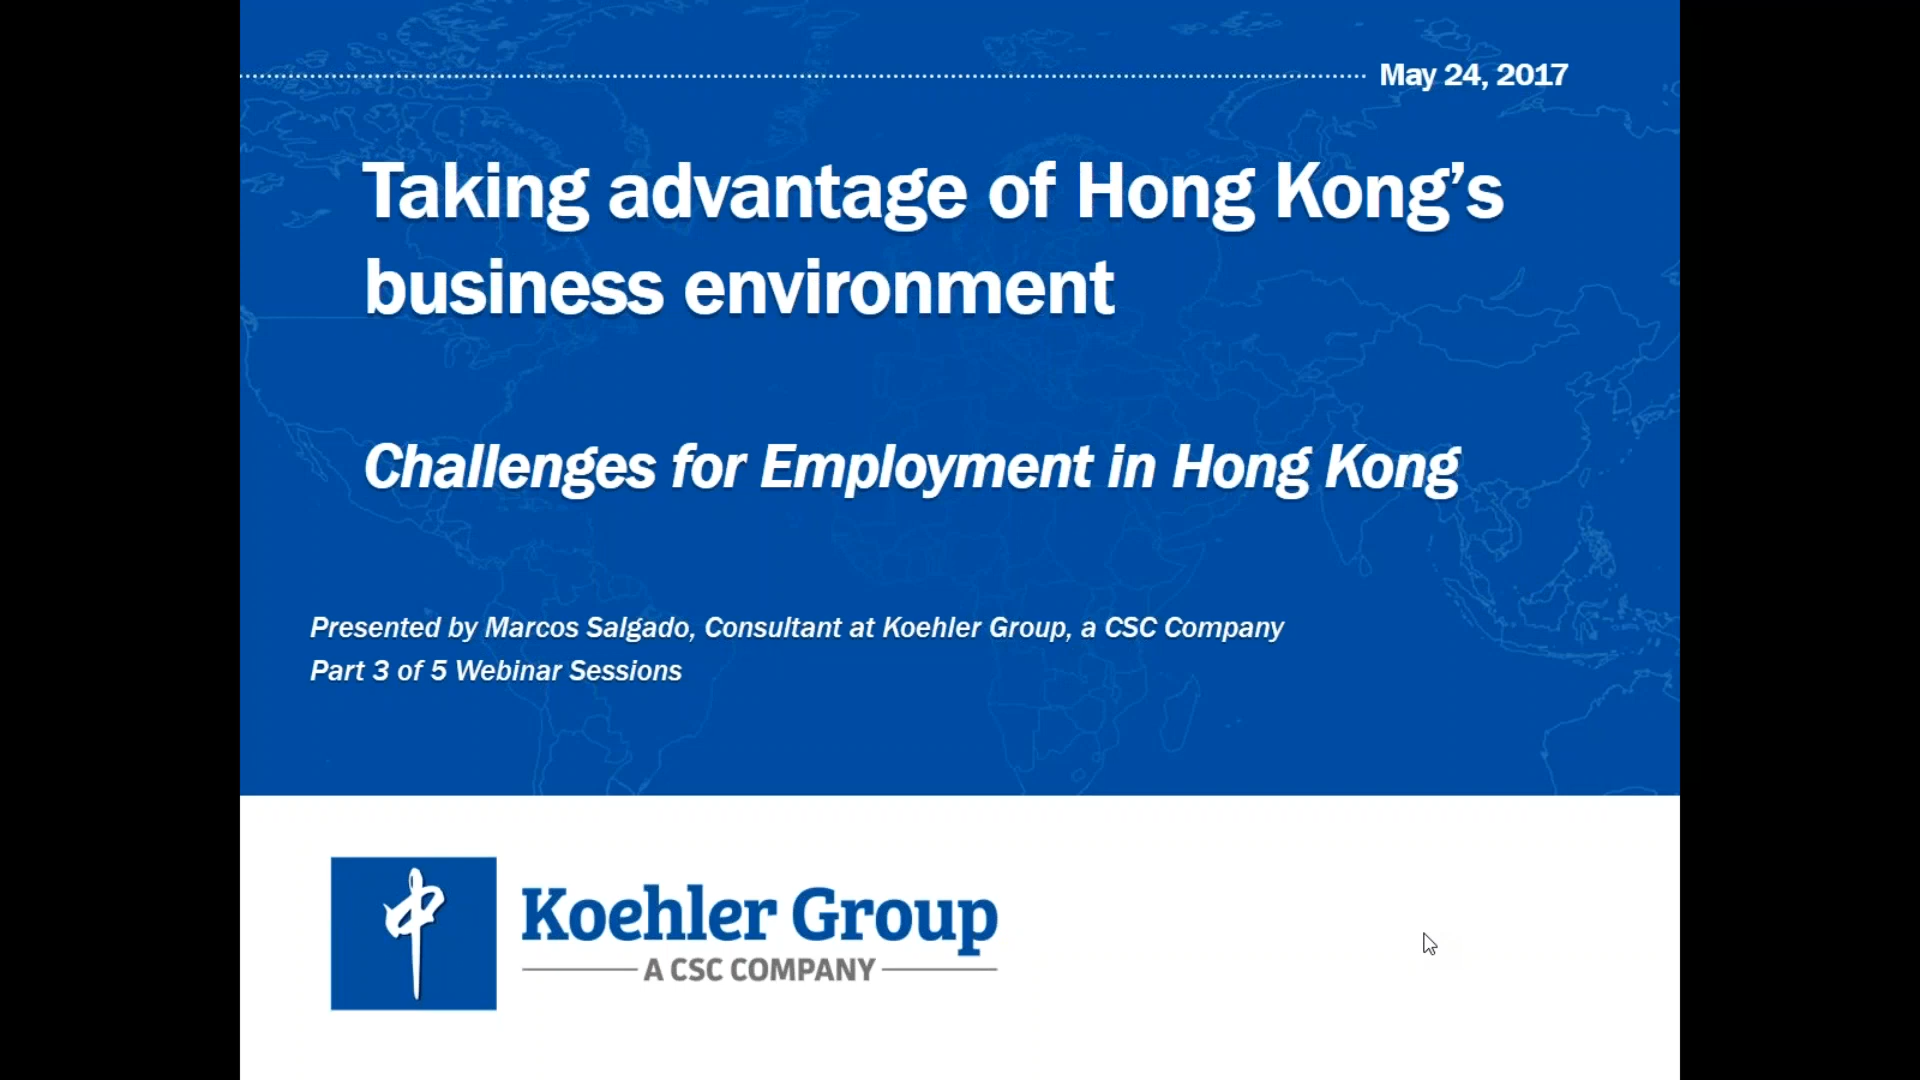 May 24, 2017
Taking advantage of Hong Kong’s
business environment
Challenges for Employment in Hong Kong
Presented by Marcos Salgado, Consultant at Koehler Group, a CSC Company
Part 3 of 5 Webinar Sessions
中
Koehler Group
A CSC COMPANY